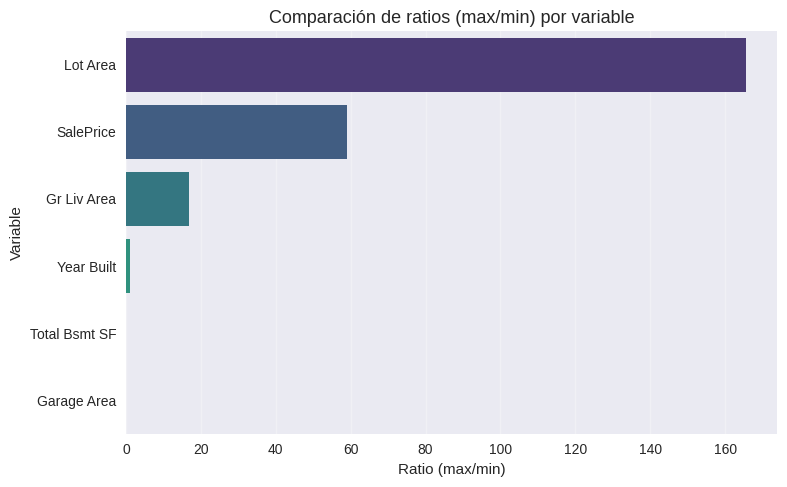 Comparación de ratios (max/min) por variable
Lot Area
SalePrice
Gr Liv Area
Year Built
Total Bsmt SF
Garage Area
Variable
0 20 40 60 80 100 120 140 160
Ratio (max/min)